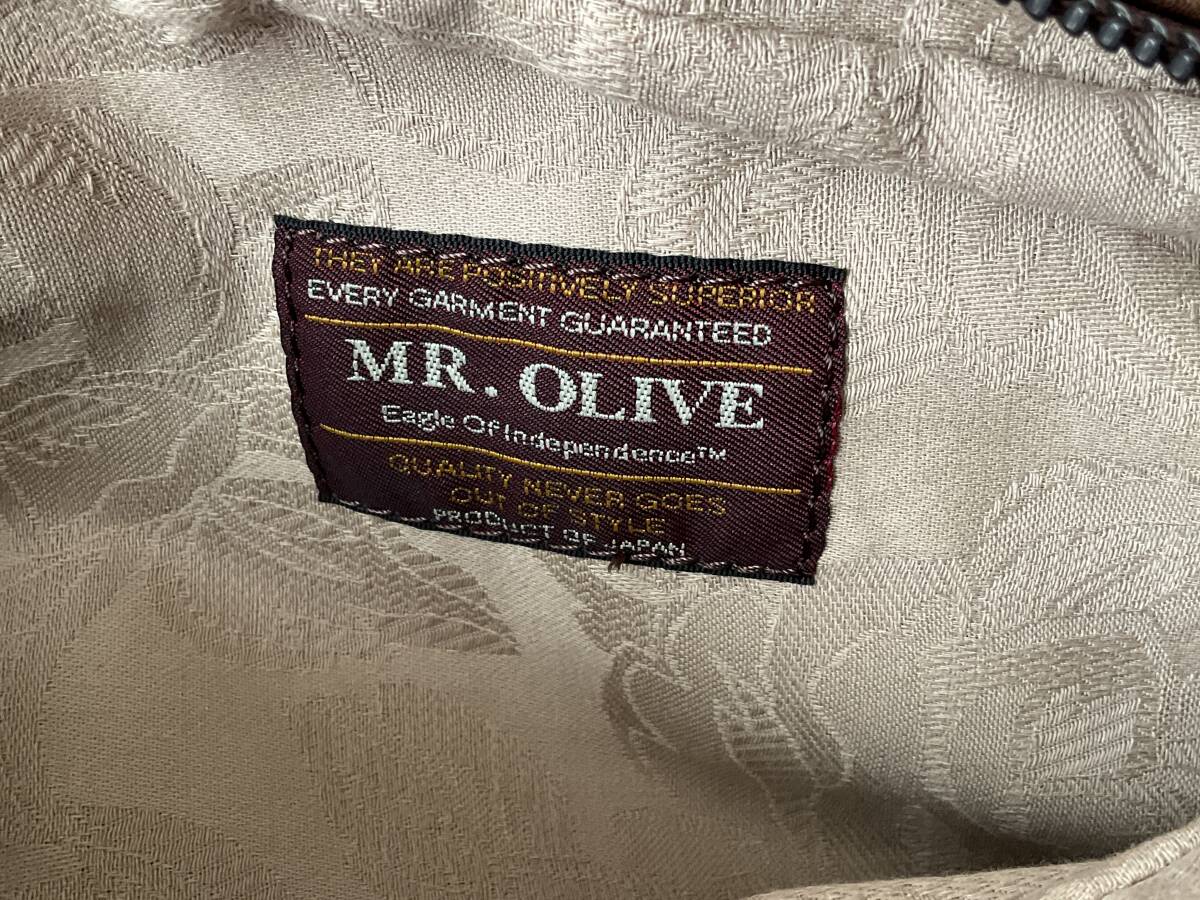 THEY ARE POSITIVELY SUPERIOR
EVERY GARMENT GUARANTEED
MR. OLIVE
Eagle Of Independence™
QUALITY NEVER GOES
OUT OF STYLE
PRODUCT OF JAPAN